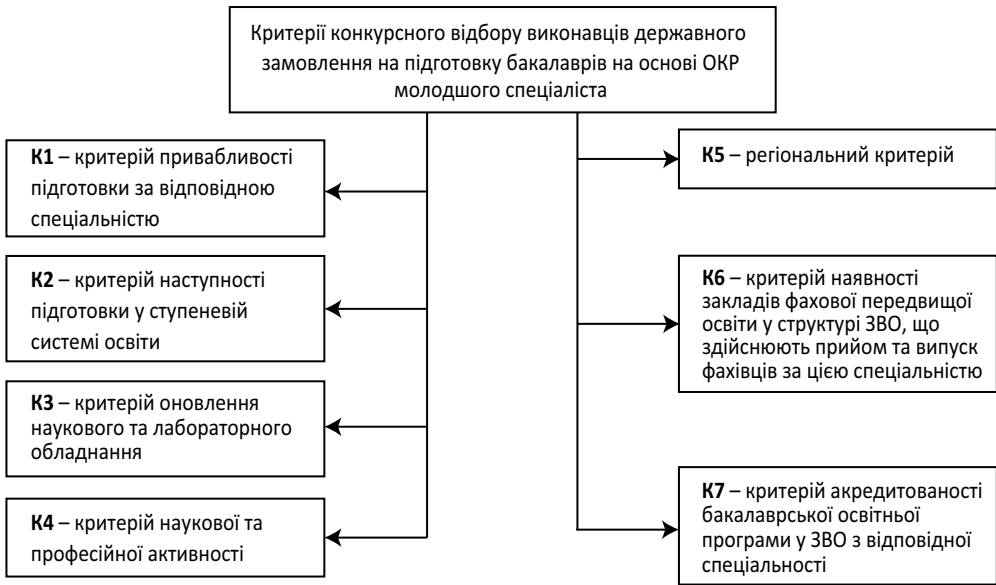 Критерії конкурсного відбору виконавців державного
замовлення на підготовку бакалаврів на основі ОКР
молодшого спеціаліста
К1 – критерій привабливості
підготовки за відповідною
спеціальністю
К2 – критерій наступності
підготовки у ступеневій
системі освіти
К3 – критерій оновлення
наукового та лабораторного
обладнання
К4 – критерій наукової та
професійної активності
К5 – регіональний критерій
К6 – критерій наявності
закладів фахової передвищої
освіти у структурі ЗВО, що
здійснюють прийом та випуск
фахівців за цією спеціальністю
К7 – критерій акредитованості
бакалаврської освітньої
програми у ЗВО з відповідної
спеціальності